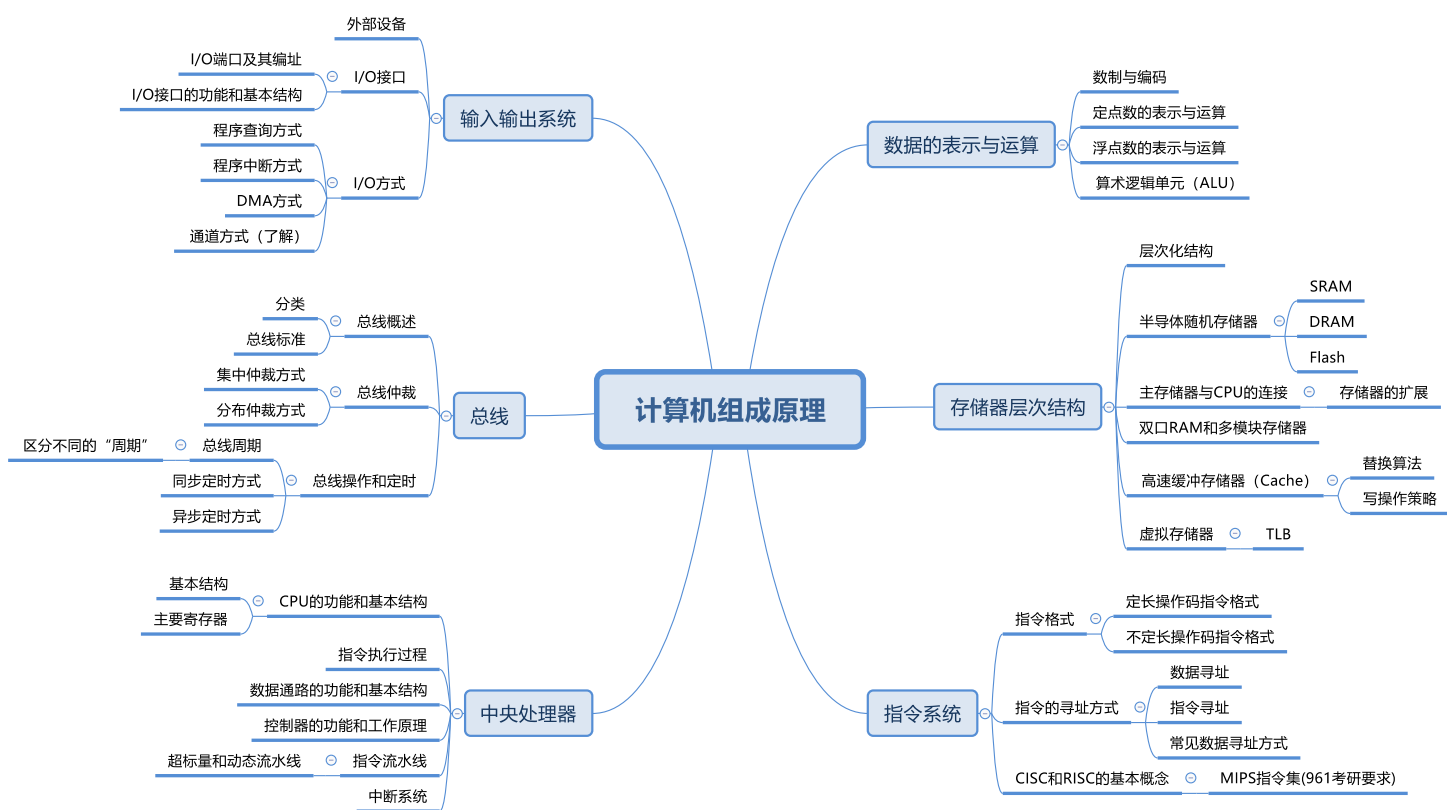 计算机组成原理
数据的表示与运算
数制与编码
定点数的表示与运算
浮点数的表示与运算
算术逻辑单元（ALU）
存储器层次结构
层次化结构
半导体随机存储器
SRAM
DRAM
Flash
主存储器与CPU的连接
存储器的扩展
双口RAM和多模块存储器
高速缓冲存储器（Cache）
替换算法
写操作策略
虚拟存储器
TLB
指令系统
指令格式
定长操作码指令格式
不定长操作码指令格式
指令的寻址方式
数据寻址
指令寻址
常见数据寻址方式
CISC和RISC的基本概念
MIPS指令集(961考研要求)
输入输出系统
外部设备
I/O接口
I/O端口及其编址
I/O接口的功能和基本结构
I/O方式
程序查询方式
程序中断方式
DMA方式
通道方式（了解）
总线
总线概述
分类
总线标准
总线仲裁
集中仲裁方式
分布仲裁方式
总线操作和定时
总线周期
区分不同的“周期”
同步定时方式
异步定时方式
中央处理器
CPU的功能和基本结构
基本结构
主要寄存器
指令执行过程
数据通路的功能和基本结构
控制器的功能和工作原理
指令流水线
超标量和动态流水线
中断系统